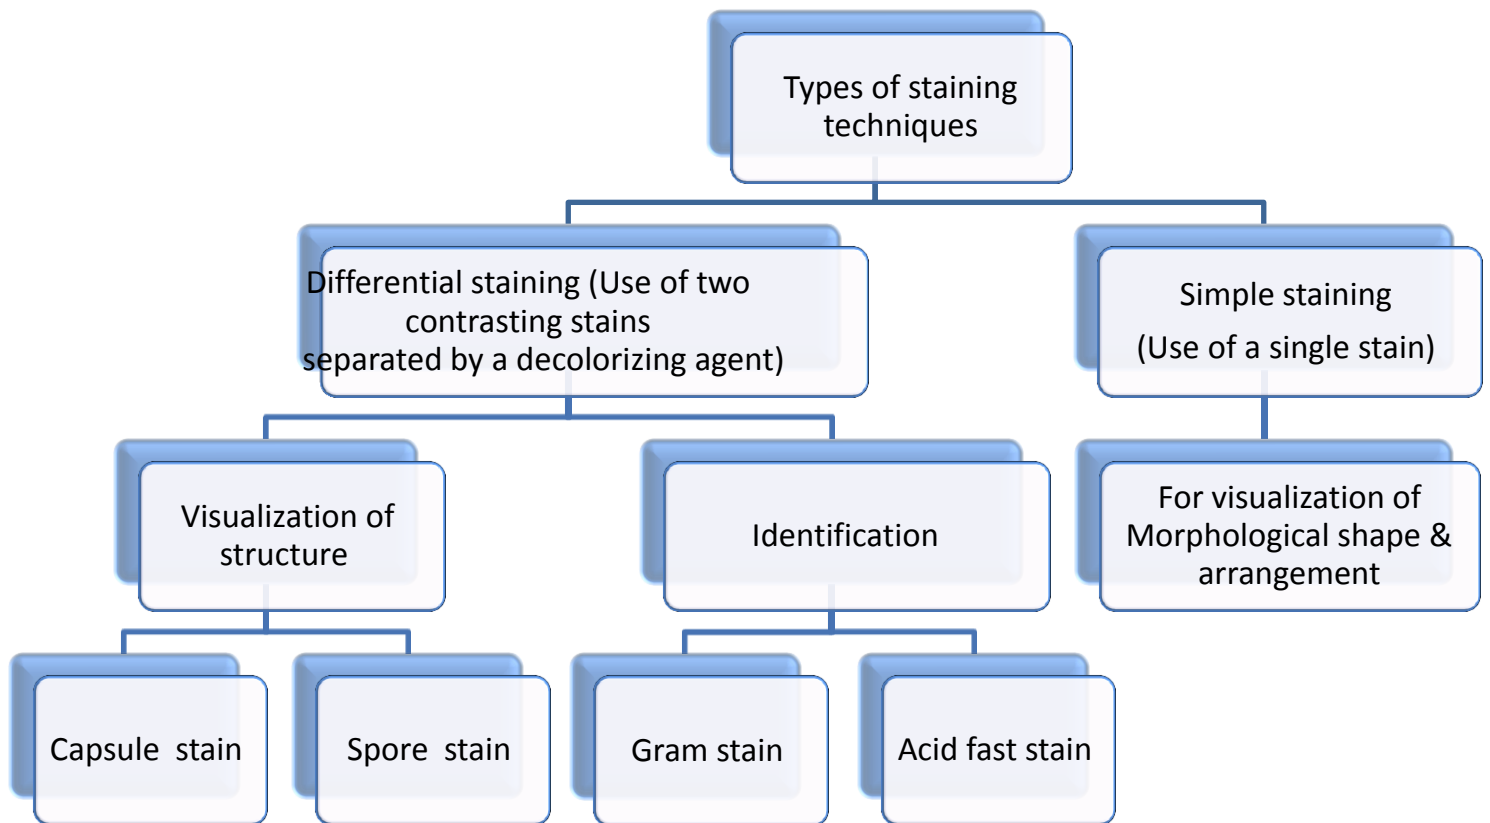 Types of staining
techniques
Differential staining (Use of two
contrasting stains
separated by a decolorizing agent)
Simple staining
(Use of a single stain)
Visualization of
structure
Identification
For visualization of
Morphological shape &
arrangement
Capsule  stain
Spore  stain
Gram stain
Acid fast stain